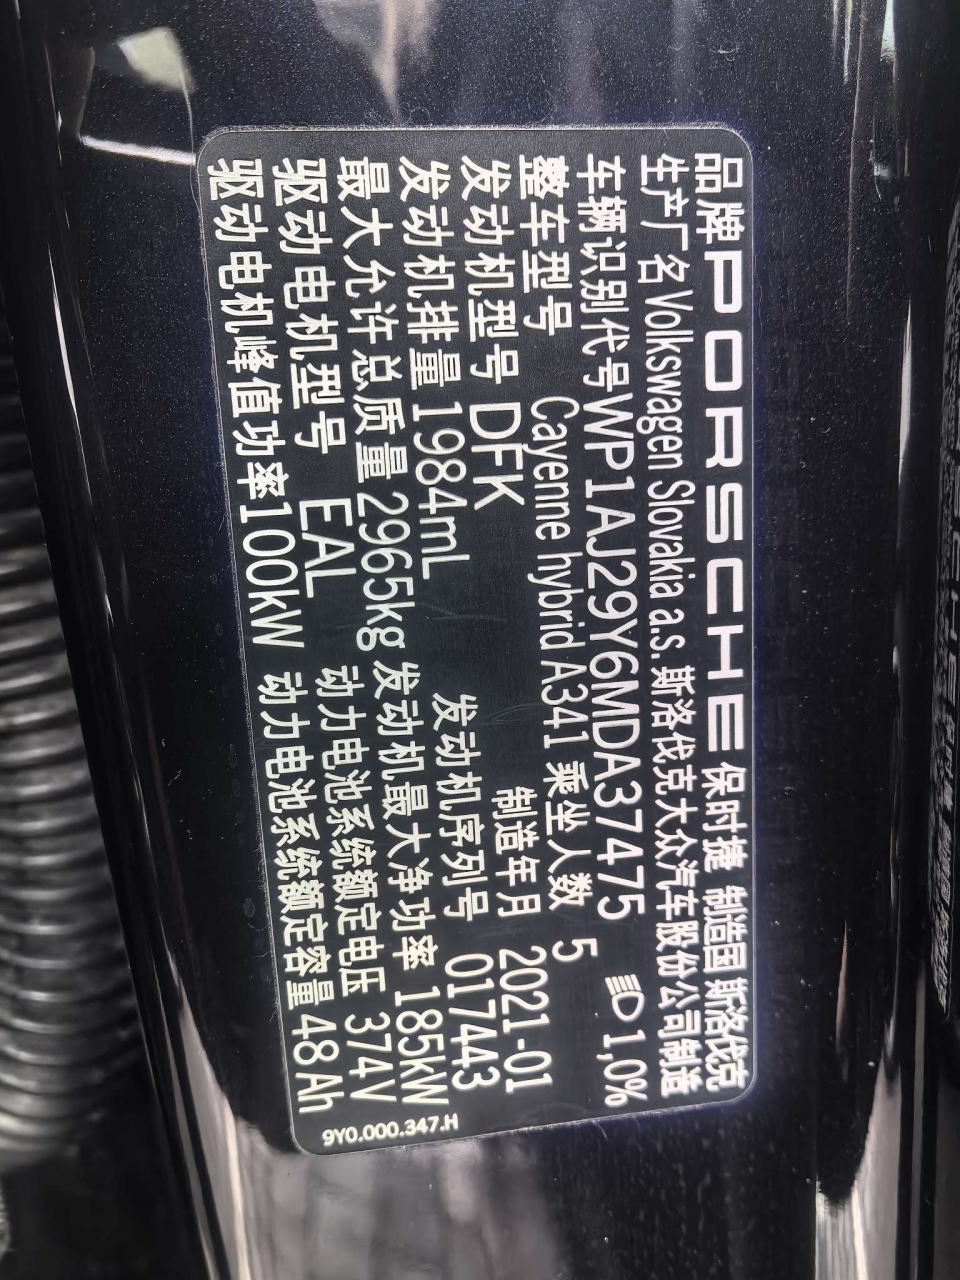 品牌 PORSCHE 保时捷 制造国 斯洛伐克
生产厂名 Volkswagen Slovakia a.s. 斯洛伐克大众汽车股份公司制造
车辆识别代号 WP1AJ29Y6MDA37475 1,0%
整车型号 Cayenne hybrid A341 乘坐人数 5
发动机型号 DFK 制造年月 2021-01
发动机排量 1984mL 发动机序列号 017443
最大允许总质量 2965kg 发动机最大净功率 185kW
驱动电机型号 EAL 动力电池系统额定电压 374V
驱动电机峰值功率 100kW 动力电池系统额定容量 48Ah
9Y0.000.347.H